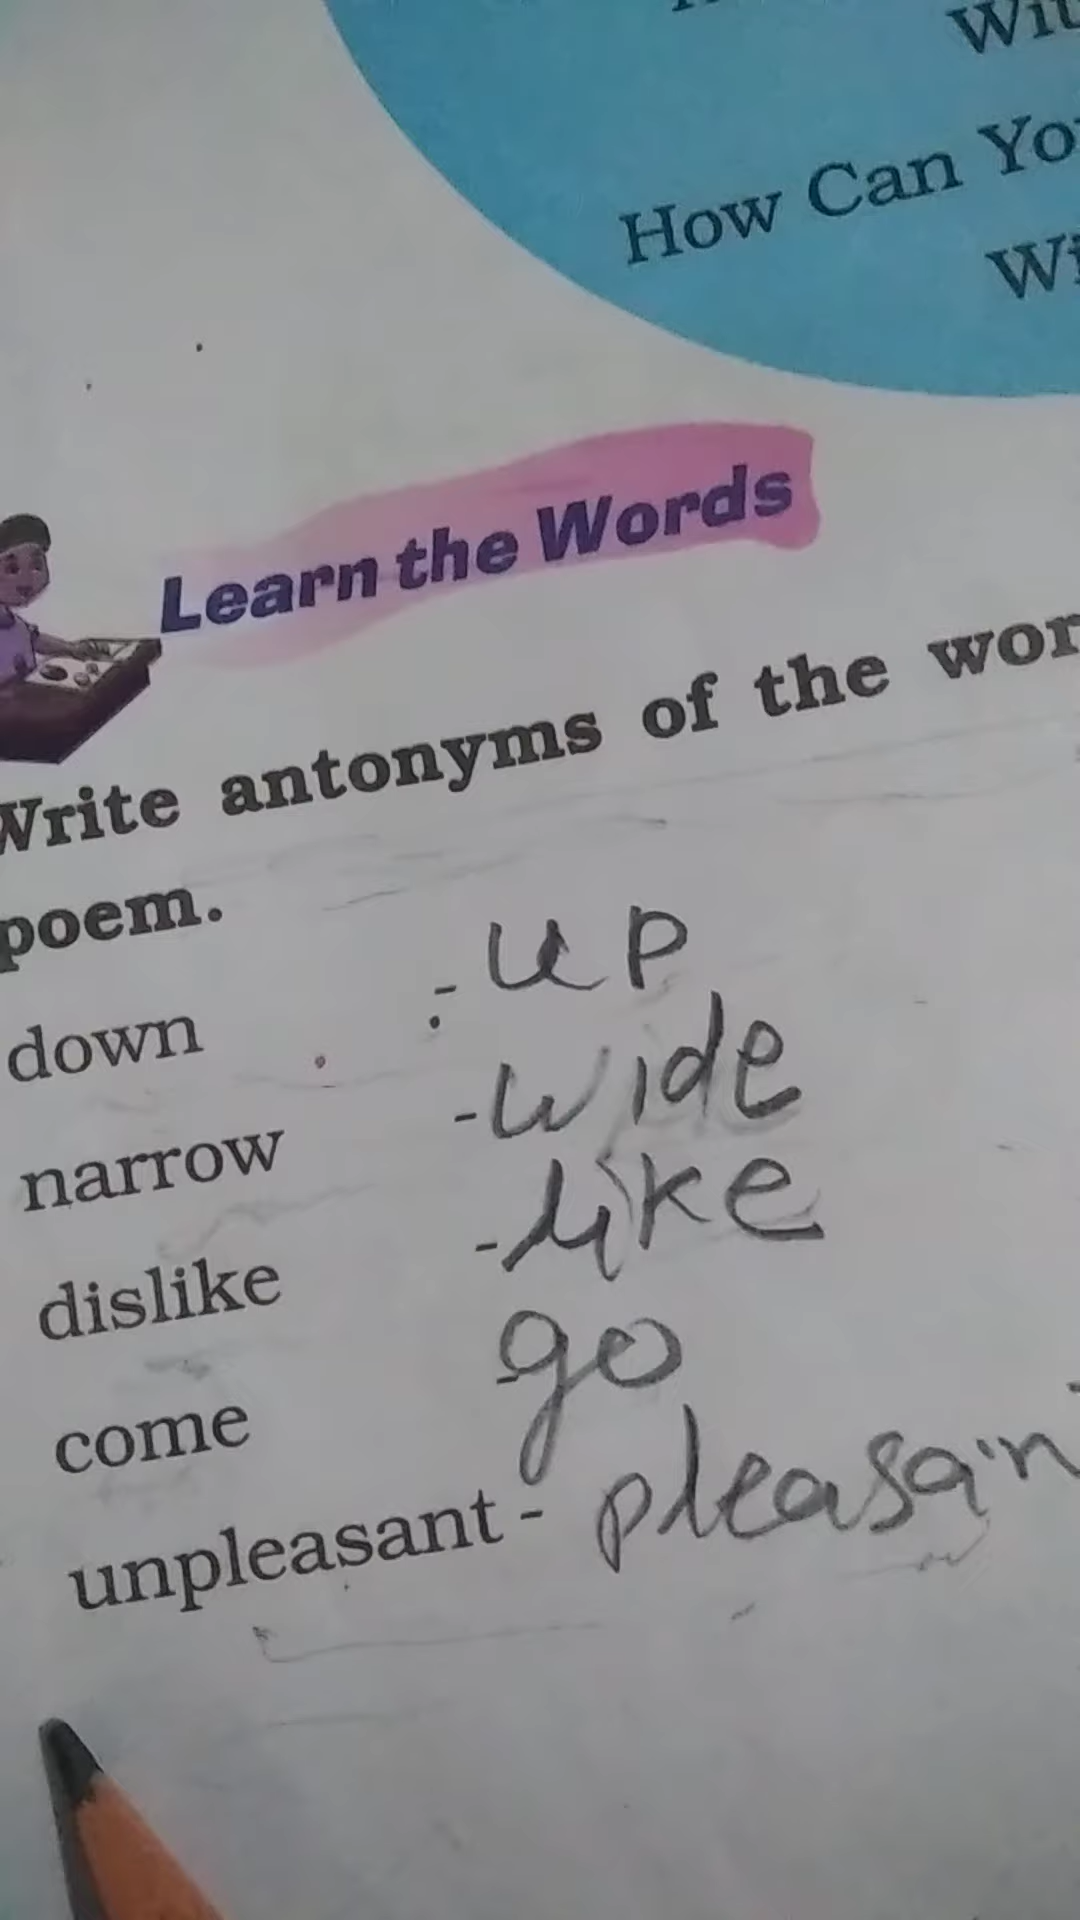 How Can Yo
Learn the Words
Write antonyms of the wor
poem.
down :- up
narrow - wide
dislike - like
come - go
unpleasant - pleasan